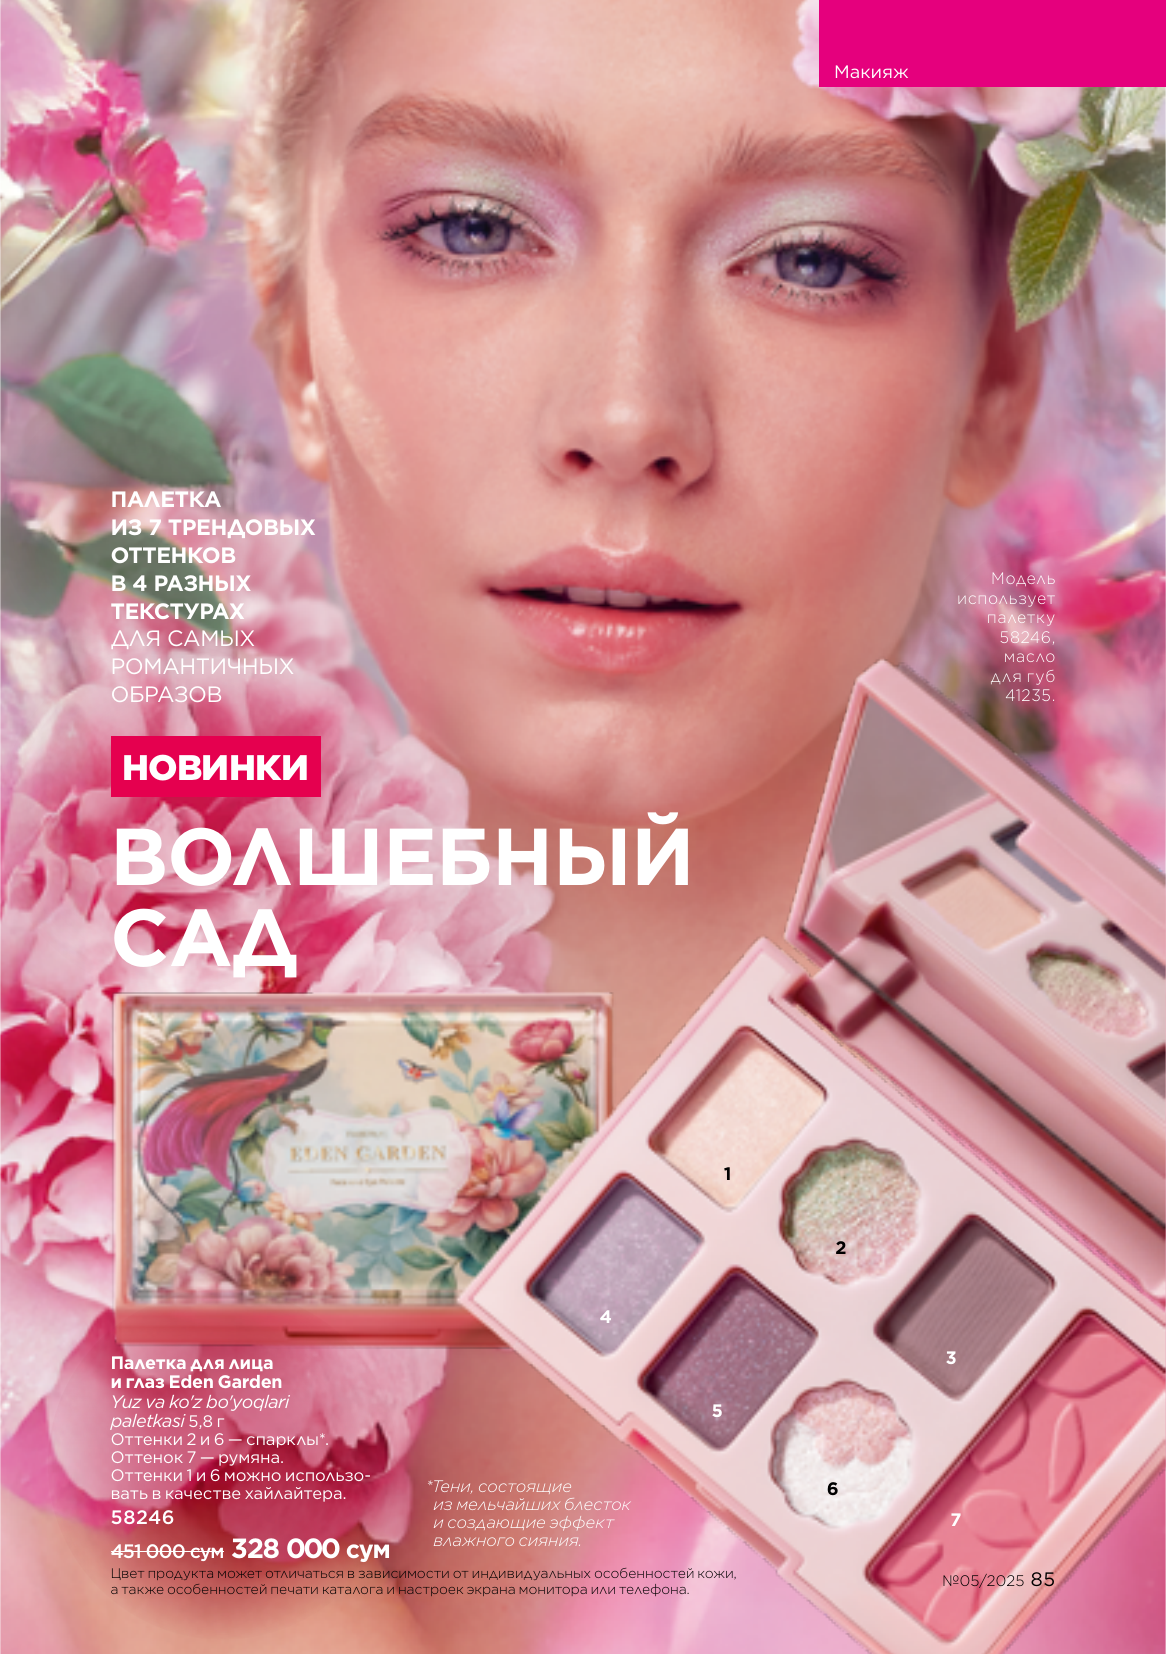 Макияж
ПАЛЕТКА
ИЗ 7 ТРЕНДОВЫХ
ОТТЕНКОВ
В 4 РАЗНЫХ
ТЕКСТУРАХ
ДЛЯ САМЫХ
РОМАНТИЧНЫХ
ОБРАЗОВ
Модель
использует
палетку
58246,
масло
для губ
41235.
НОВИНКИ
ВОЛШЕБНЫЙ
САД
EDEN GARDEN
1
2
3
4
5
6
7
Палетка для лица
и глаз Eden Garden
Yuz va ko'z bo'yoqlari
paletkasi 5,8 г
Оттенки 2 и 6 — спарклы*.
Оттенок 7 — румяна.
Оттенки 1 и 6 можно использо-
вать в качестве хайлайтера.
58246
451 000 сум 328 000 сум
*Тени, состоящие
из мельчайших блесток
и создающие эффект
влажного сияния.
Цвет продукта может отличаться в зависимости от индивидуальных особенностей кожи,
а также особенностей печати каталога и настроек экрана монитора или телефона.
№05/2025 85